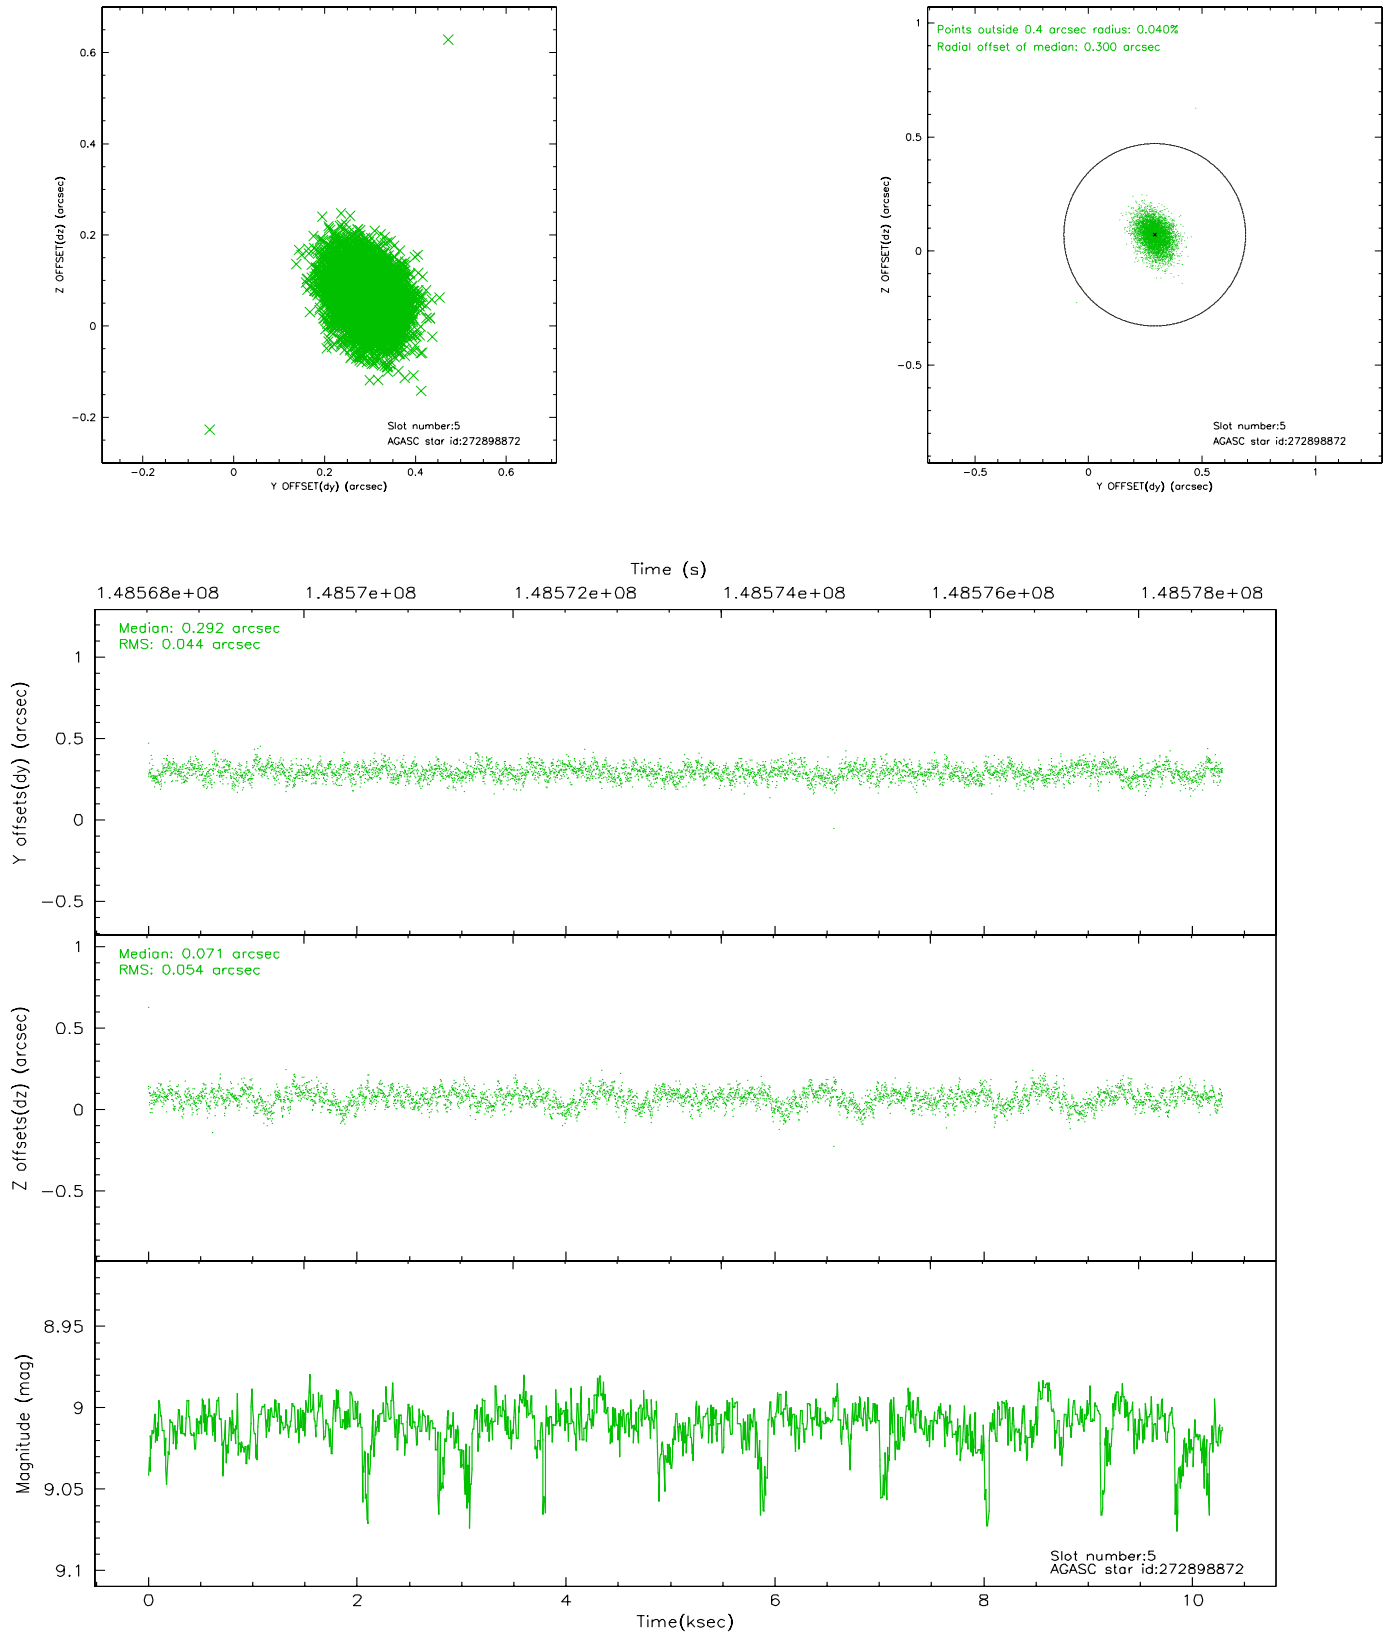 0.6
0.4
0.2
0
−0.2
Z OFFSET(dz) (arcsec)
Slot number:5
AGASC star id:272898872
−0.2 0 0.2 0.4 0.6
Y OFFSET(dy) (arcsec)
Points outside 0.4 arcsec radius: 0.040%
Radial offset of median: 0.300 arcsec
1
0.5
0
−0.5
Z OFFSET(dz) (arcsec)
Slot number:5
AGASC star id:272898872
−0.5 0 0.5 1
Y OFFSET(dy) (arcsec)
Time (s)
1.48568e+08 1.4857e+08 1.48572e+08 1.48574e+08 1.48576e+08 1.48578e+08
Median: 0.292 arcsec
RMS: 0.044 arcsec
1
0.5
0
−0.5
Y offsets(dy) (arcsec)
Median: 0.071 arcsec
RMS: 0.054 arcsec
1
0.5
0
−0.5
Z offsets(dz) (arcsec)
8.95
9
9.05
9.1
Magnitude (mag)
Slot number:5
AGASC star id:272898872
0 2 4 6 8 10
Time(ksec)